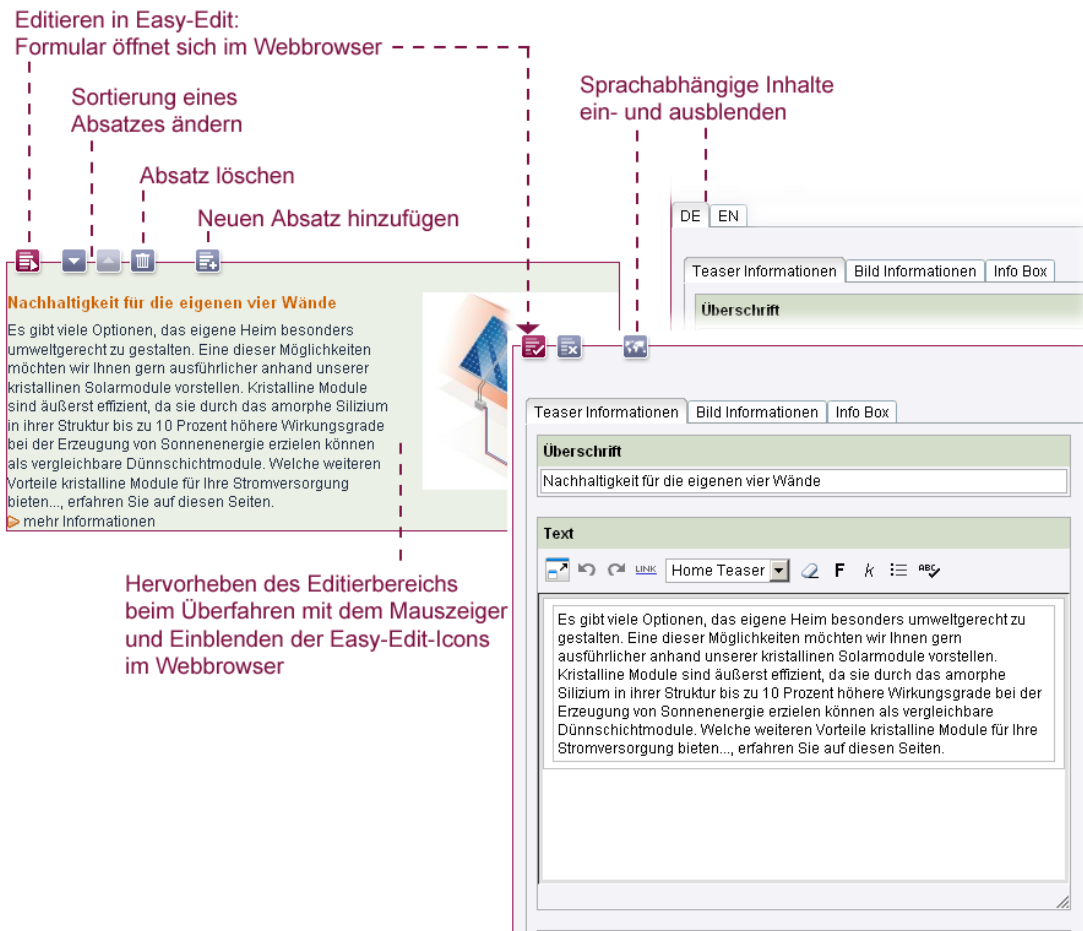 Editieren in Easy-Edit:
Formular öffnet sich im Webbrowser
Sortierung eines
Absatzes ändern
Absatz löschen
Neuen Absatz hinzufügen
Sprachabhängige Inhalte
ein- und ausblenden
DE EN
Teaser Informationen Bild Informationen Info Box
Überschrift
Nachhaltigkeit für die eigenen vier Wände
Es gibt viele Optionen, das eigene Heim besonders
umweltgerecht zu gestalten. Eine dieser Möglichkeiten
möchten wir Ihnen gern ausführlicher anhand unserer
kristallinen Solarmodule vorstellen. Kristalline Module
sind äußerst effizient, da sie durch das amorphe Silizium
in ihrer Struktur bis zu 10 Prozent höhere Wirkungsgrade
bei der Erzeugung von Sonnenenergie erzielen können
als vergleichbare Dünnschichtmodule. Welche weiteren
Vorteile kristalline Module für Ihre Stromversorgung
bieten..., erfahren Sie auf diesen Seiten.
mehr Informationen
Hervorheben des Editierbereichs
beim Überfahren mit dem Mauszeiger
und Einblenden der Easy-Edit-Icons
im Webbrowser
Teaser Informationen Bild Informationen Info Box
Überschrift
Nachhaltigkeit für die eigenen vier Wände
Text
LINK Home Teaser F k ABC
Es gibt viele Optionen, das eigene Heim besonders umweltgerecht zu
gestalten. Eine dieser Möglichkeiten möchten wir Ihnen gern
ausführlicher anhand unserer kristallinen Solarmodule vorstellen.
Kristalline Module sind äußerst effizient, da sie durch das amorphe
Silizium in ihrer Struktur bis zu 10 Prozent höhere Wirkungsgrade bei der
Erzeugung von Sonnenenergie erzielen können als vergleichbare
Dünnschichtmodule. Welche weiteren Vorteile kristalline Module für Ihre
Stromversorgung bieten..., erfahren Sie auf diesen Seiten.